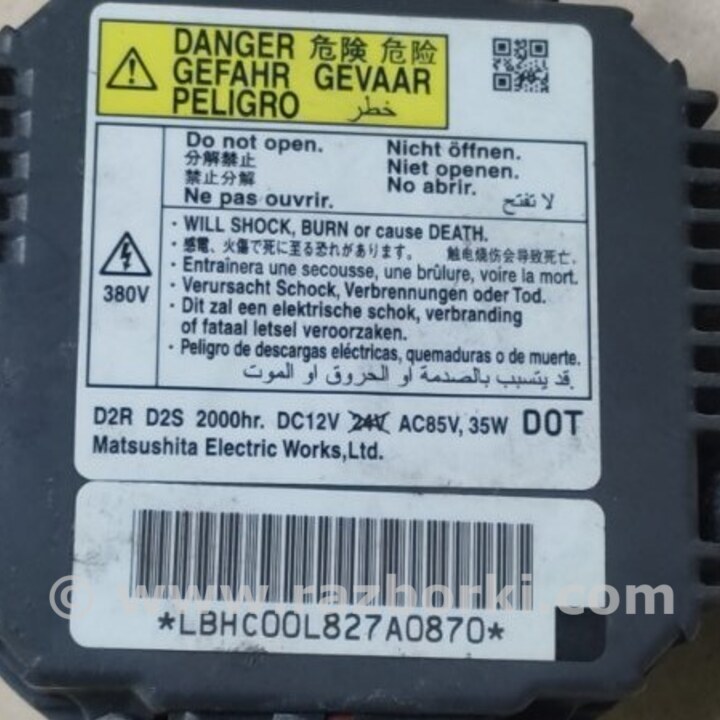 DANGER 危険 危险
GEFAHR GEVAAR
PELIGRO خطر
Do not open.
分解禁止
禁止分解
Ne pas ouvrir.
Nicht öffnen.
Niet openen.
No abrir.
لا تفتح
380V
· WILL SHOCK, BURN or cause DEATH.
· 感電、火傷で死に至る恐れがあります。 触电烧伤会导致死亡。
· Entraînera une secousse, une brûlure, voire la mort.
· Verursacht Schock, Verbrennungen oder Tod.
· Dit zal een elektrische schok, verbranding
of fataal letsel veroorzaken.
· Peligro de descargas eléctricas, quemaduras o de muerte.
قد يتسبب بالصدمة او الحروق او الموت.
D2R D2S 2000hr. DC12V 24V AC85V, 35W DOT
Matsushita Electric Works,Ltd.
© www.razborki.com
*LBHC00L827A0870*